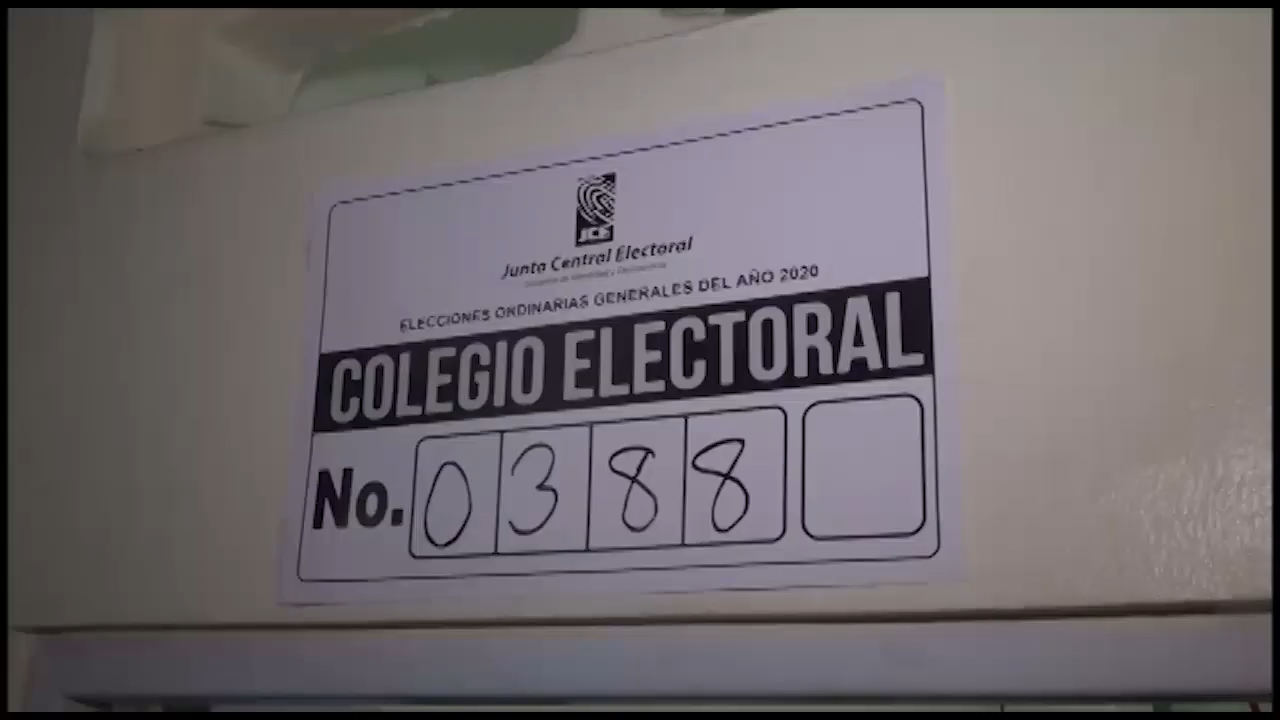 JCE
Junta Central Electoral
ELECCIONES ORDINARIAS GENERALES DEL AÑO 2020
COLEGIO ELECTORAL
No. 0388